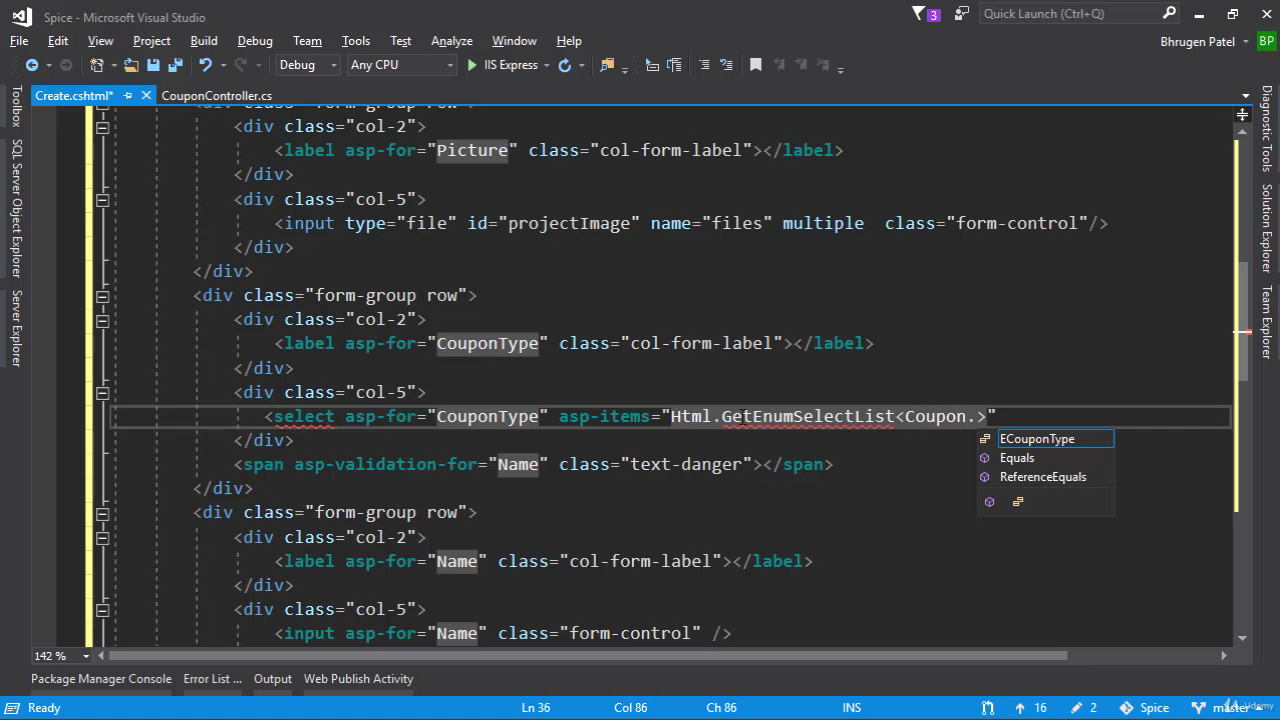 Spice - Microsoft Visual Studio
3
Quick Launch (Ctrl+Q)
File Edit View Project Build Debug Team Tools Test Analyze Window Help
Bhrugen Patel BP
Debug Any CPU IIS Express
Create.cshtml* CouponController.cs
Toolbox
SQL Server Object Explorer
Server Explorer
Diagnostic Tools
Solution Explorer
Team Explorer
<div class="form-group row">
<div class="col-2">
<label asp-for="Picture" class="col-form-label"></label>
</div>
<div class="col-5">
<input type="file" id="projectImage" name="files" multiple class="form-control"/>
</div>
</div>
<div class="form-group row">
<div class="col-2">
<label asp-for="CouponType" class="col-form-label"></label>
</div>
<div class="col-5">
<select asp-for="CouponType" asp-items="Html.GetEnumSelectList<Coupon.>"
</div>
ECouponType
Equals
ReferenceEquals
<span asp-validation-for="Name" class="text-danger"></span>
</div>
<div class="form-group row">
<div class="col-2">
<label asp-for="Name" class="col-form-label"></label>
</div>
<div class="col-5">
<input asp-for="Name" class="form-control" />
142 %
Package Manager Console Error List ... Output Web Publish Activity
Ready Ln 36 Col 86 Ch 86 INS 16 2 Spice master
Udemy